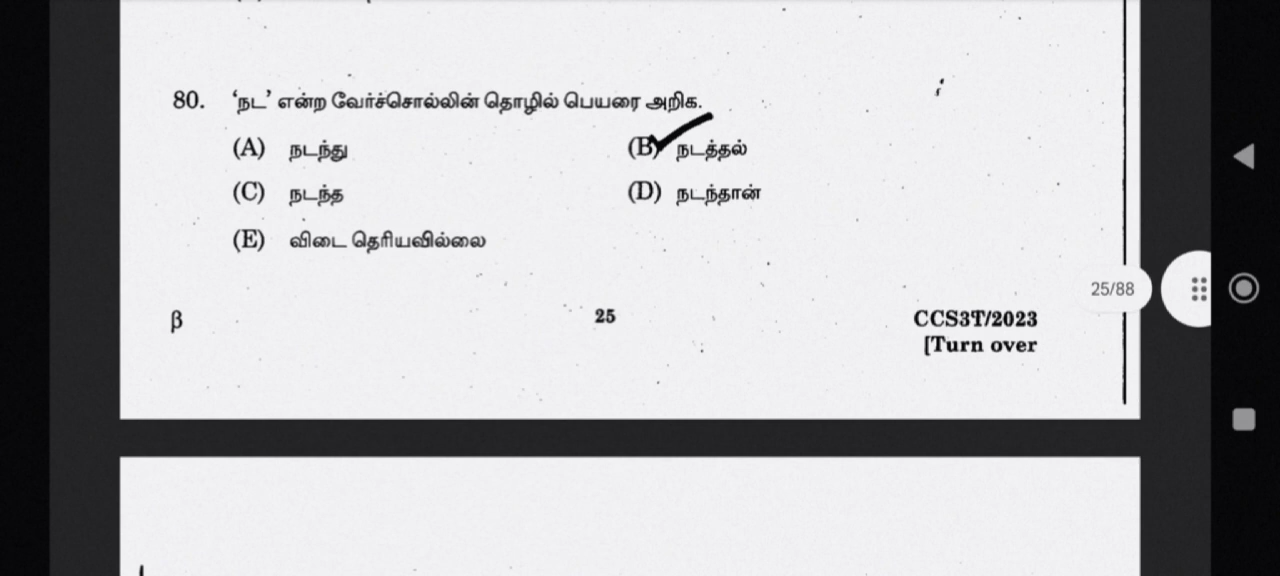 80. ‘நட’ என்ற வேர்ச்சொல்லின் தொழில் பெயரை அறிக.
(A) நடந்து (B) நடத்தல்
(C) நடந்த (D) நடந்தான்
(E) விடை தெரியவில்லை
25/88
β 25 CCS3T/2023
[Turn over